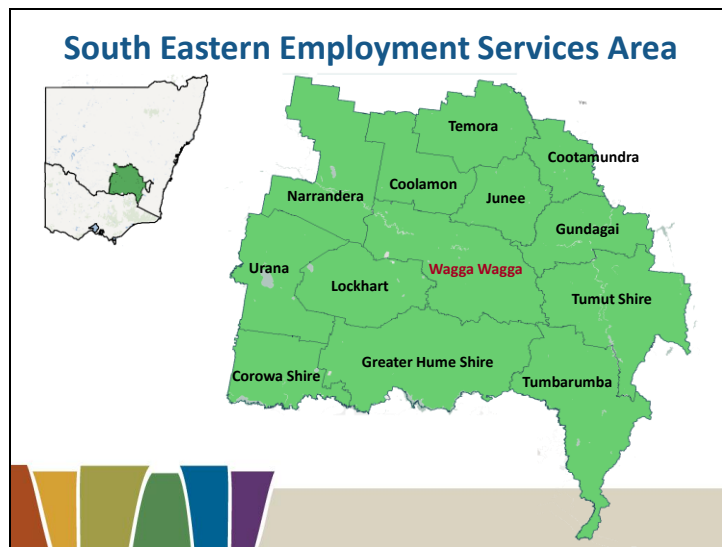 South Eastern Employment Services Area
Temora
Cootamundra
Coolamon
Junee
Narrandera
Gundagai
Urana
Wagga Wagga
Lockhart
Tumut Shire
Greater Hume Shire
Corowa Shire
Tumbarumba